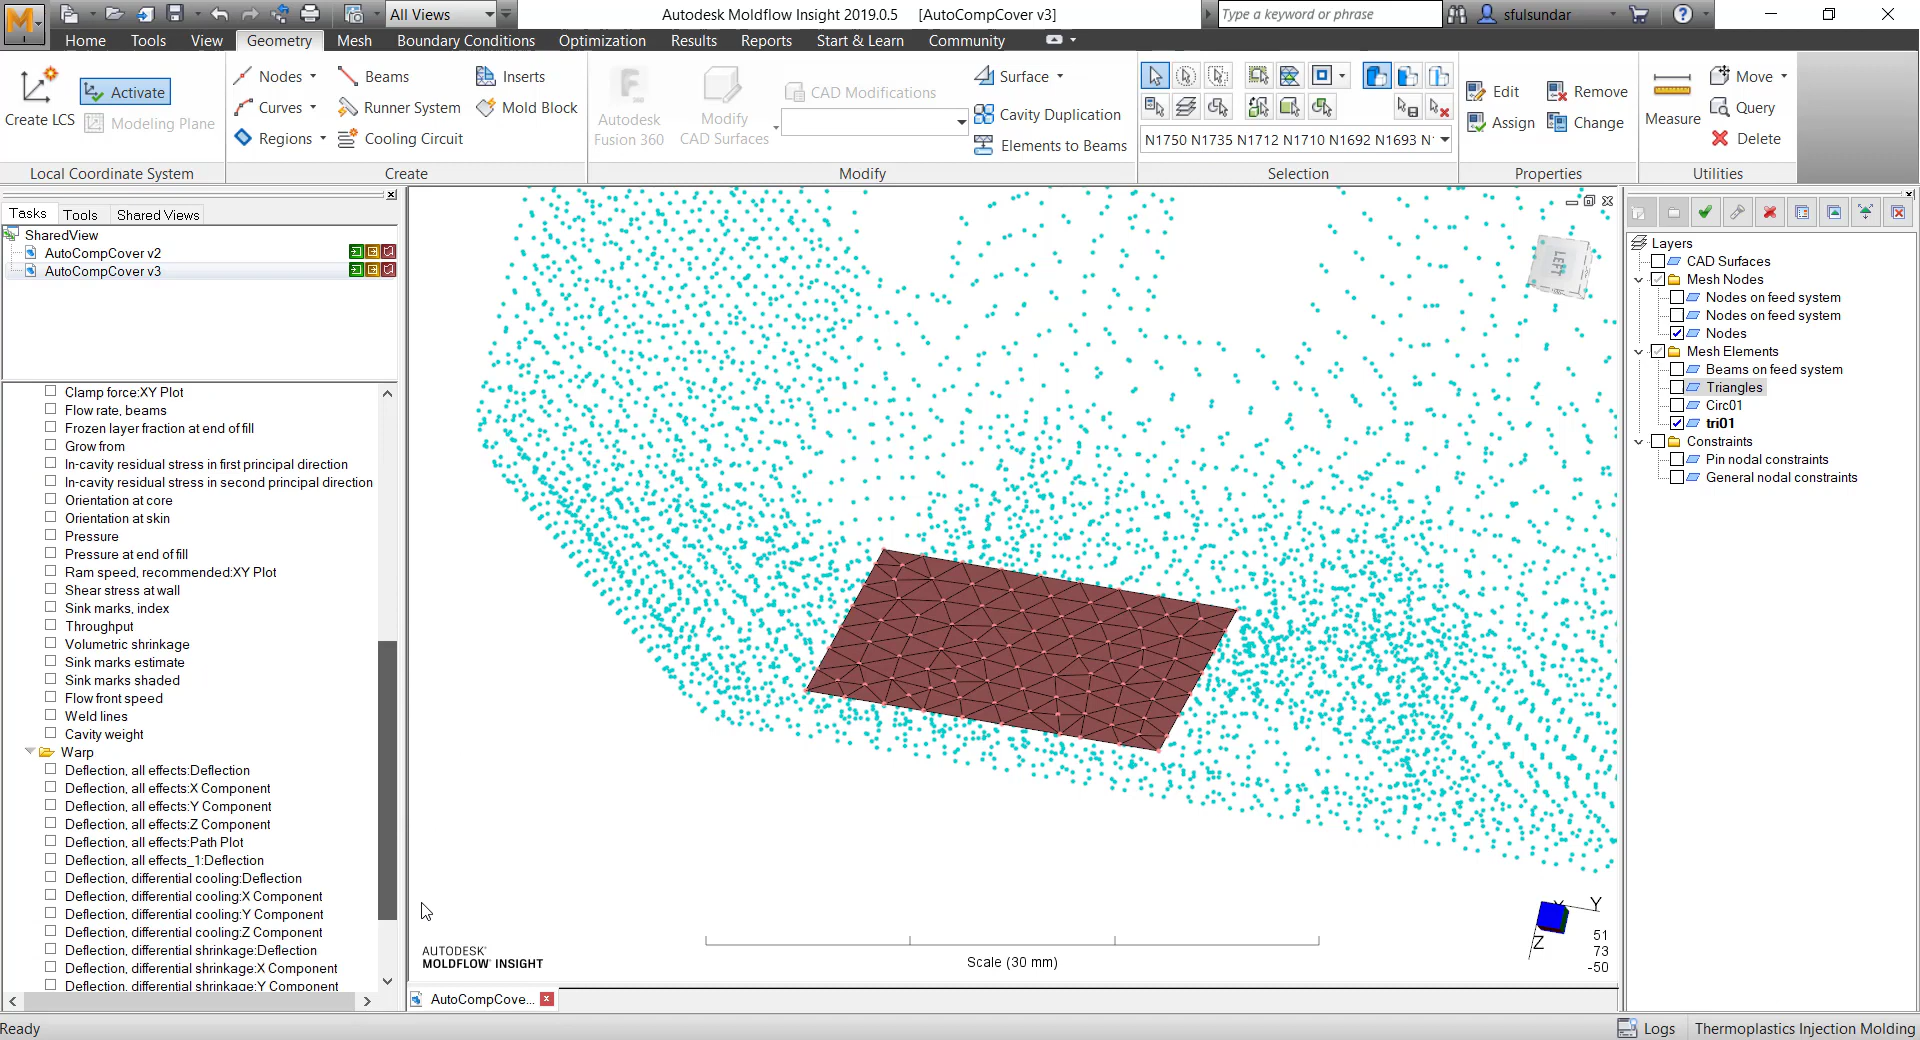 All Views
Autodesk Moldflow Insight 2019.0.5 [AutoCompCover v3]
Type a keyword or phrase
sfulsundar
Home Tools View Geometry Mesh Boundary Conditions Optimization Results Reports Start & Learn Community
Create LCS
Activate
Modeling Plane
Local Coordinate System
Nodes
Beams
Inserts
Curves
Runner System
Mold Block
Regions
Cooling Circuit
Create
Autodesk
Fusion 360
Modify
CAD Surfaces
CAD Modifications
Surface
Cavity Duplication
Elements to Beams
Modify
N1750 N1735 N1712 N1710 N1692 N1693
Selection
Edit
Remove
Assign
Change
Properties
Measure
Move
Query
Delete
Utilities
Tasks Tools Shared Views
SharedView
AutoCompCover v2
AutoCompCover v3
Clamp force:XY Plot
Flow rate, beams
Frozen layer fraction at end of fill
Grow from
In-cavity residual stress in first principal direction
In-cavity residual stress in second principal direction
Orientation at core
Orientation at skin
Pressure
Pressure at end of fill
Ram speed, recommended:XY Plot
Shear stress at wall
Sink marks, index
Throughput
Volumetric shrinkage
Sink marks estimate
Sink marks shaded
Flow front speed
Weld lines
Cavity weight
Warp
Deflection, all effects:Deflection
Deflection, all effects:X Component
Deflection, all effects:Y Component
Deflection, all effects:Z Component
Deflection, all effects:Path Plot
Deflection, all effects_1:Deflection
Deflection, differential cooling:Deflection
Deflection, differential cooling:X Component
Deflection, differential cooling:Y Component
Deflection, differential cooling:Z Component
Deflection, differential shrinkage:Deflection
Deflection, differential shrinkage:X Component
Deflection, differential shrinkage:Y Component
LEFT
AUTODESK®
MOLDFLOW® INSIGHT
Scale (30 mm)
Y
Z
51
73
-50
AutoCompCove...
Layers
CAD Surfaces
Mesh Nodes
Nodes on feed system
Nodes on feed system
Nodes
Mesh Elements
Beams on feed system
Triangles
Circ01
tri01
Constraints
Pin nodal constraints
General nodal constraints
Ready
Logs
Thermoplastics Injection Molding